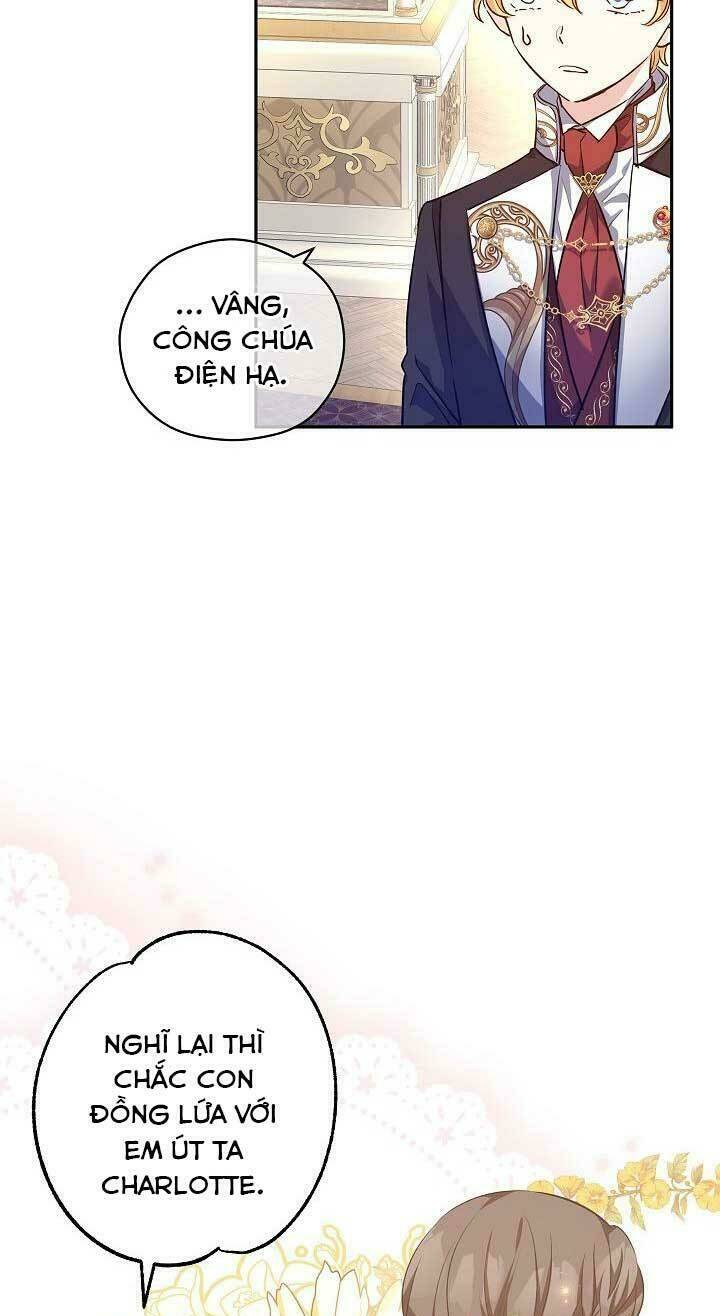 ... VÂNG,
CÔNG CHÚA
ĐIỆN HẠ.
NGHĨ LẠI THÌ
CHẮC CON
ĐỒNG LỨA VỚI
EM ÚT TA
CHARLOTTE.